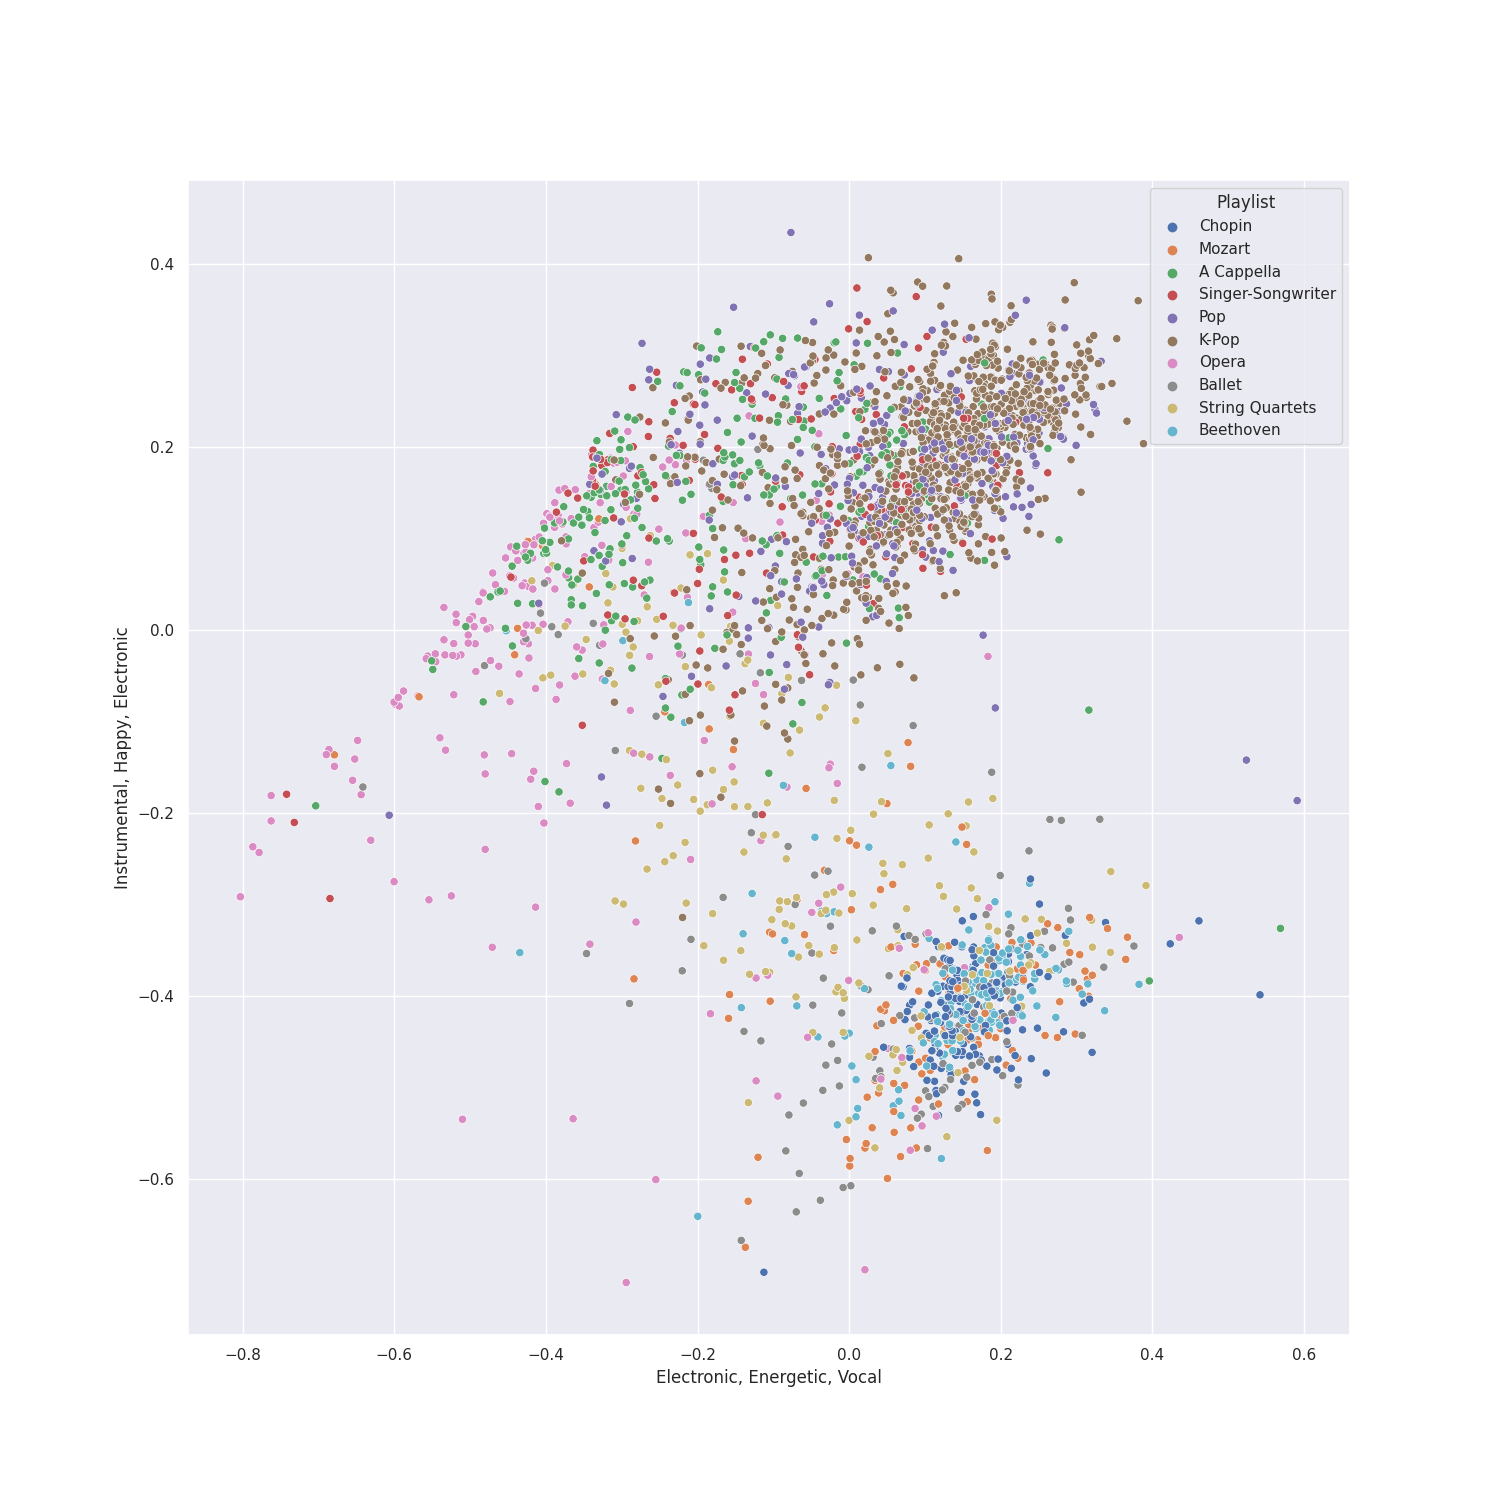 Playlist
Chopin
Mozart
A Cappella
Singer-Songwriter
Pop
K-Pop
Opera
Ballet
String Quartets
Beethoven
0.4
0.2
0.0
−0.2
−0.4
−0.6
Instrumental, Happy, Electronic
−0.8 −0.6 −0.4 −0.2 0.0 0.2 0.4 0.6
Electronic, Energetic, Vocal